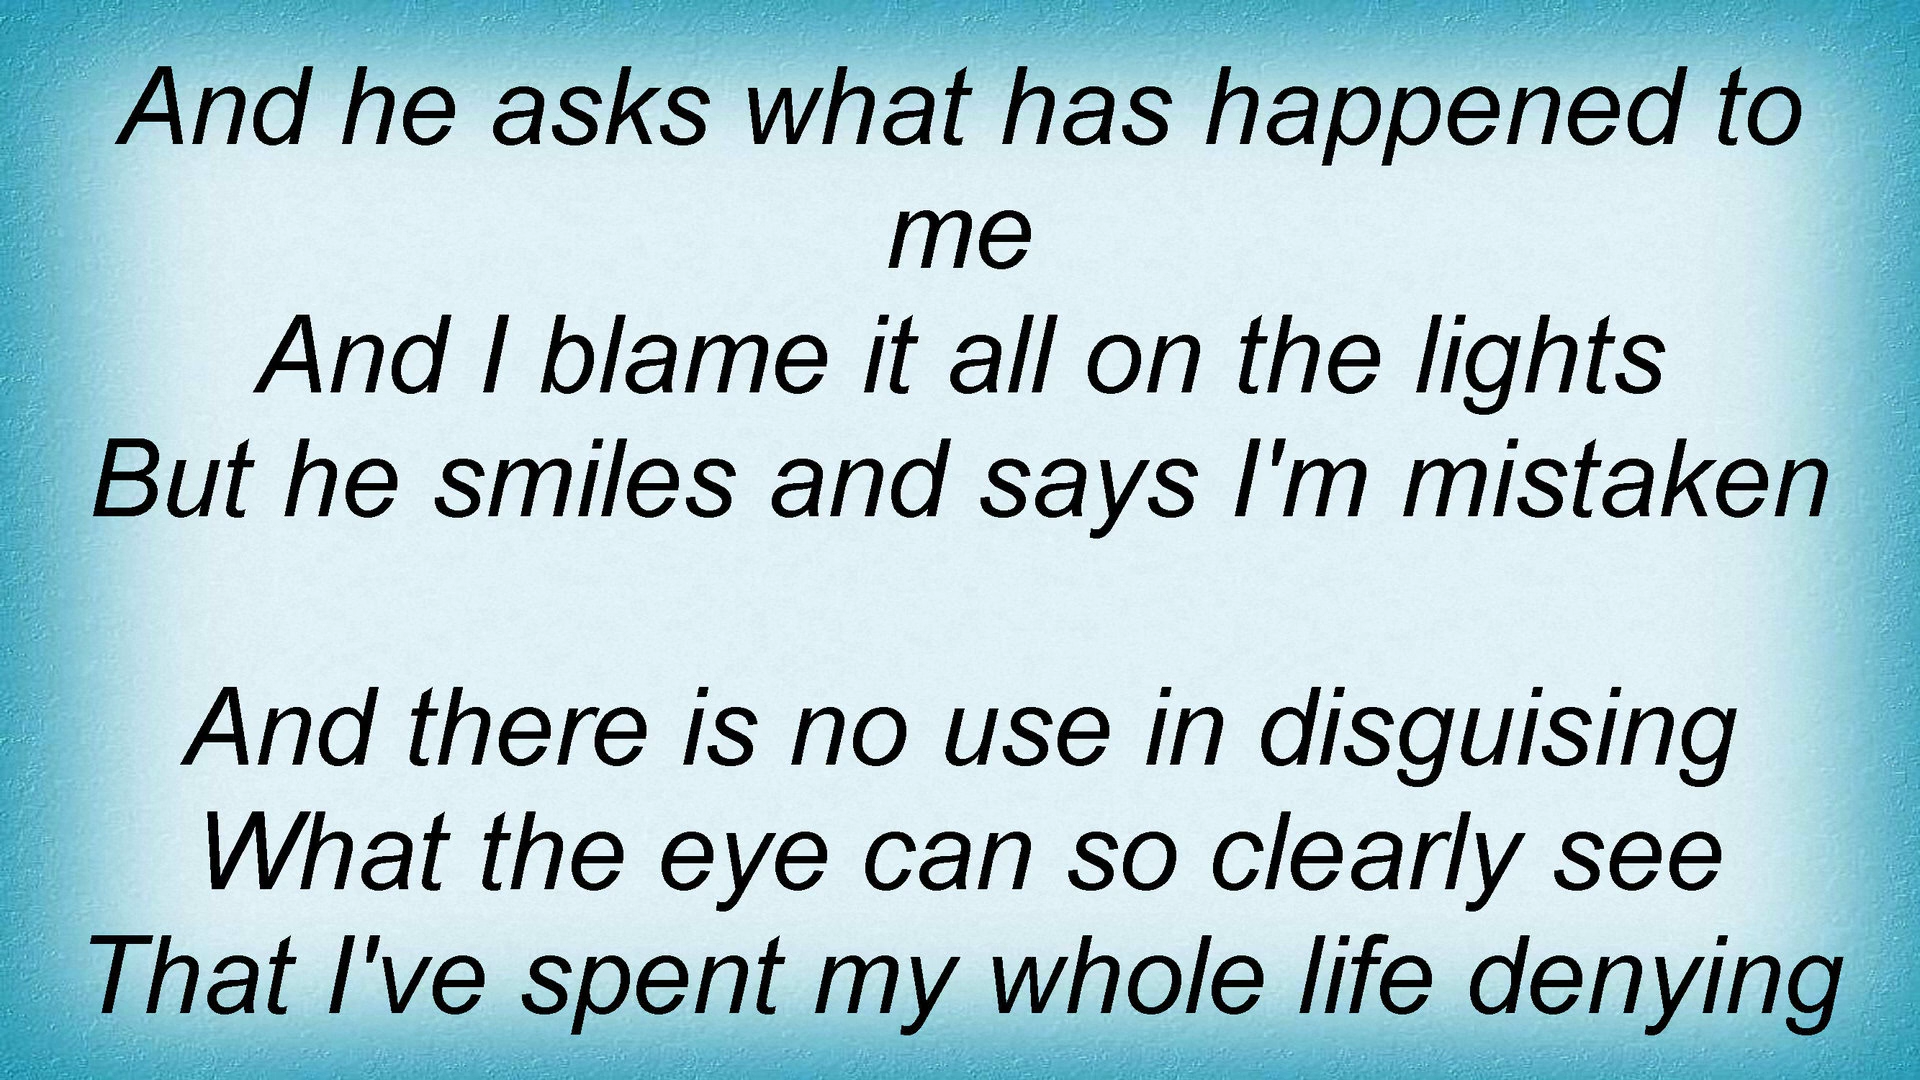 And he asks what has happened to
me
And I blame it all on the lights
But he smiles and says I'm mistaken
And there is no use in disguising
What the eye can so clearly see
That I've spent my whole life denying